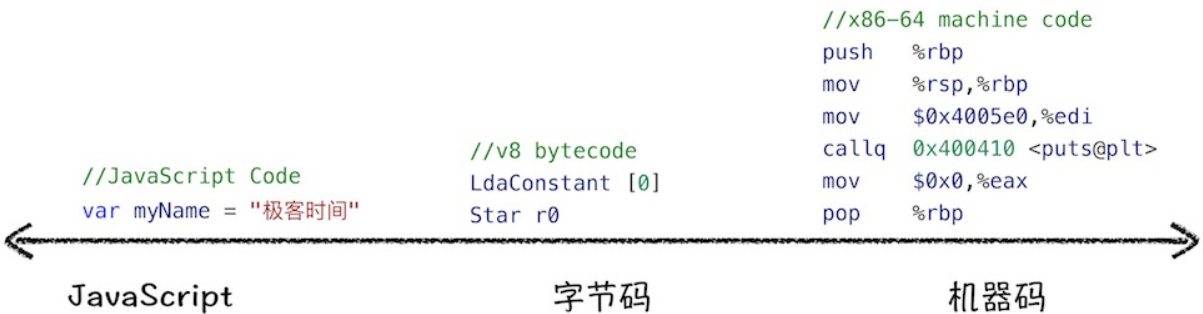 //JavaScript Code
var myName = "极客时间"
//v8 bytecode
LdaConstant [0]
Star r0
//x86-64 machine code
push %rbp
mov %rsp,%rbp
mov $0x4005e0,%edi
callq 0x400410 <puts@plt>
mov $0x0,%eax
pop %rbp
JavaScript
字节码
机器码